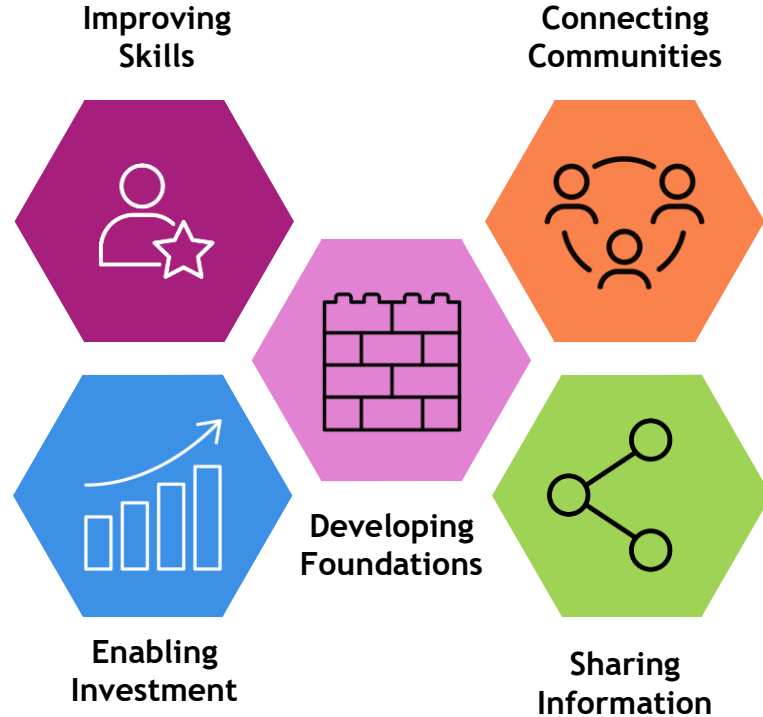 Improving
Skills
Connecting
Communities
Developing
Foundations
Enabling
Investment
Sharing
Information